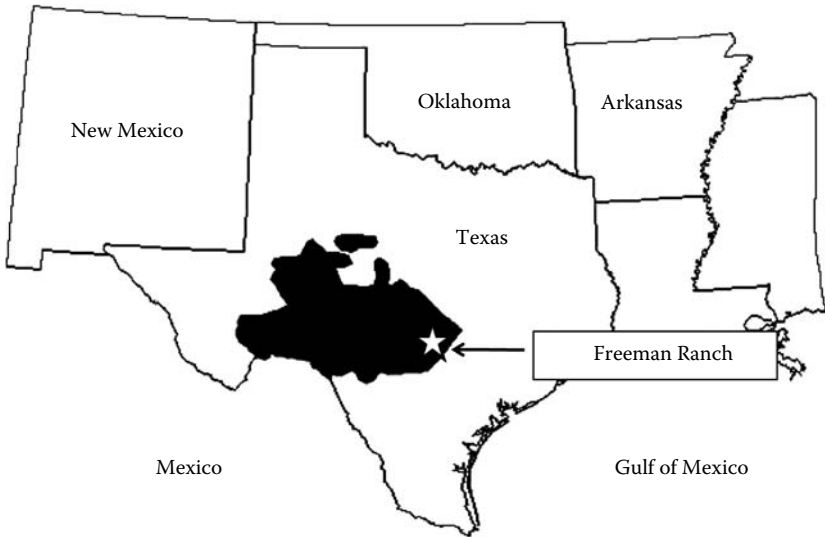 New Mexico
Oklahoma
Arkansas
Texas
Freeman Ranch
Mexico
Gulf of Mexico